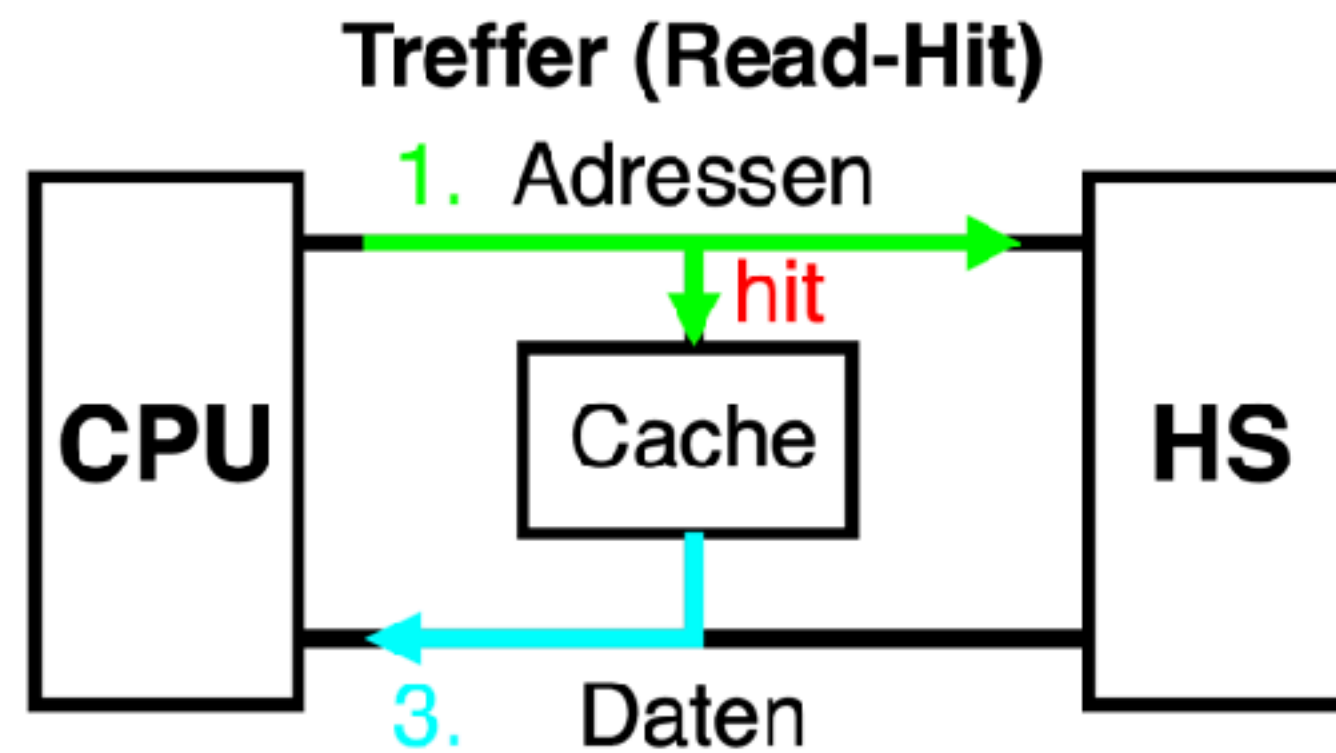 Treffer (Read-Hit)
1. Adressen
hit
CPU
Cache
HS
3. Daten